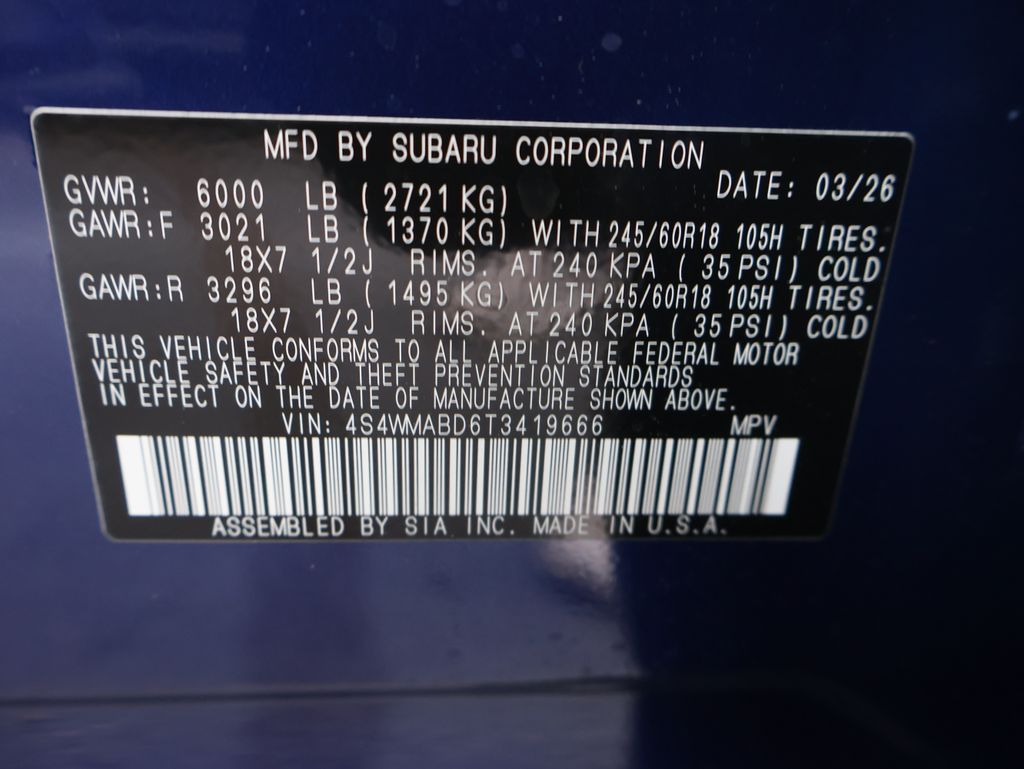 MFD BY SUBARU CORPORATION
DATE: 03/26
GVWR: 6000 LB ( 2721 KG)
GAWR:F 3021 LB ( 1370 KG) WITH 245/60R18 105H TIRES.
18X7 1/2J RIMS. AT 240 KPA ( 35 PSI) COLD
GAWR:R 3296 LB ( 1495 KG) WITH 245/60R18 105H TIRES.
18X7 1/2J RIMS. AT 240 KPA ( 35 PSI) COLD
THIS VEHICLE CONFORMS TO ALL APPLICABLE FEDERAL MOTOR
VEHICLE SAFETY AND THEFT PREVENTION STANDARDS
IN EFFECT ON THE DATE OF MANUFACTURE SHOWN ABOVE.
VIN: 4S4WMABD6T3419666 MPV
ASSEMBLED BY SIA INC. MADE IN U.S.A.